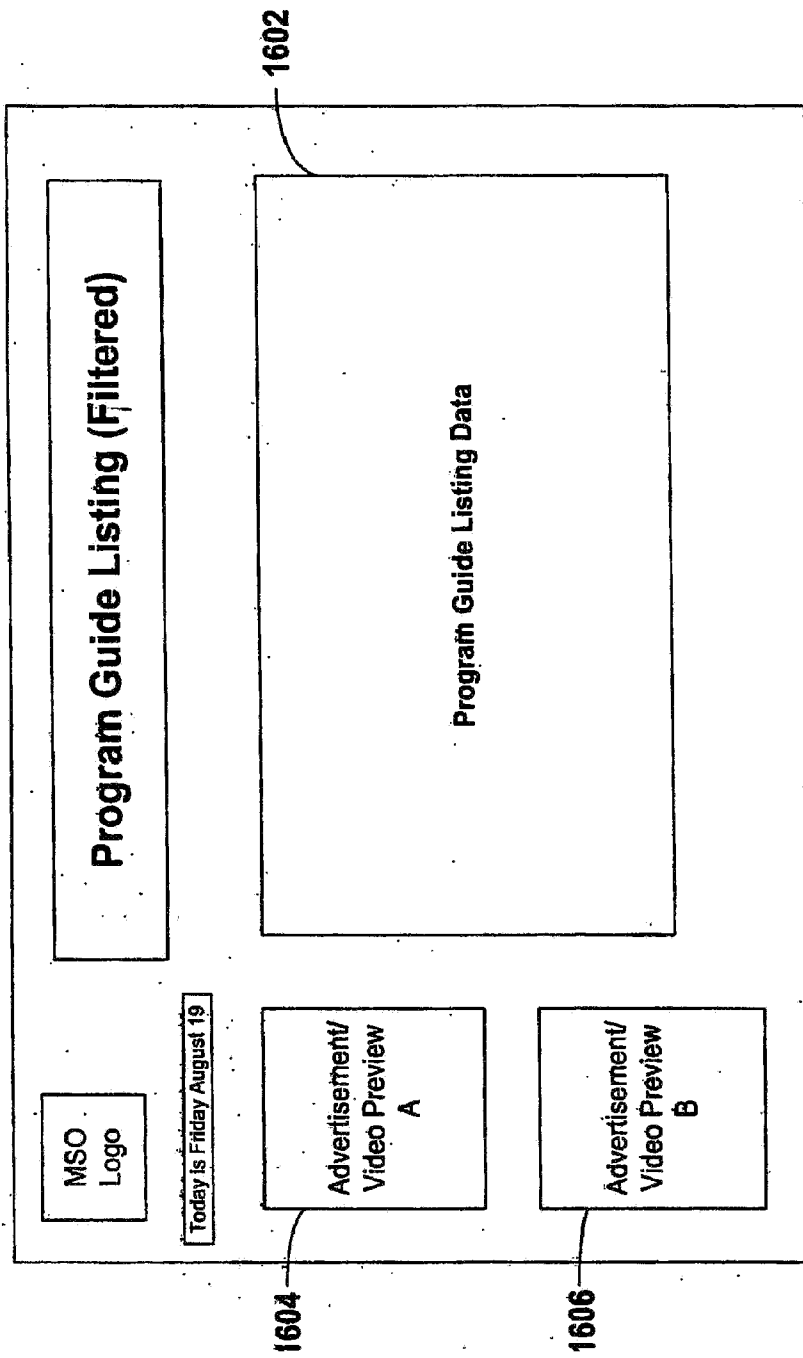 MSO
Logo
Program Guide Listing (Filtered)
Today is Friday August 19
1604
Advertisement/
Video Preview
A
Program Guide Listing Data
1602
1606
Advertisement/
Video Preview
B